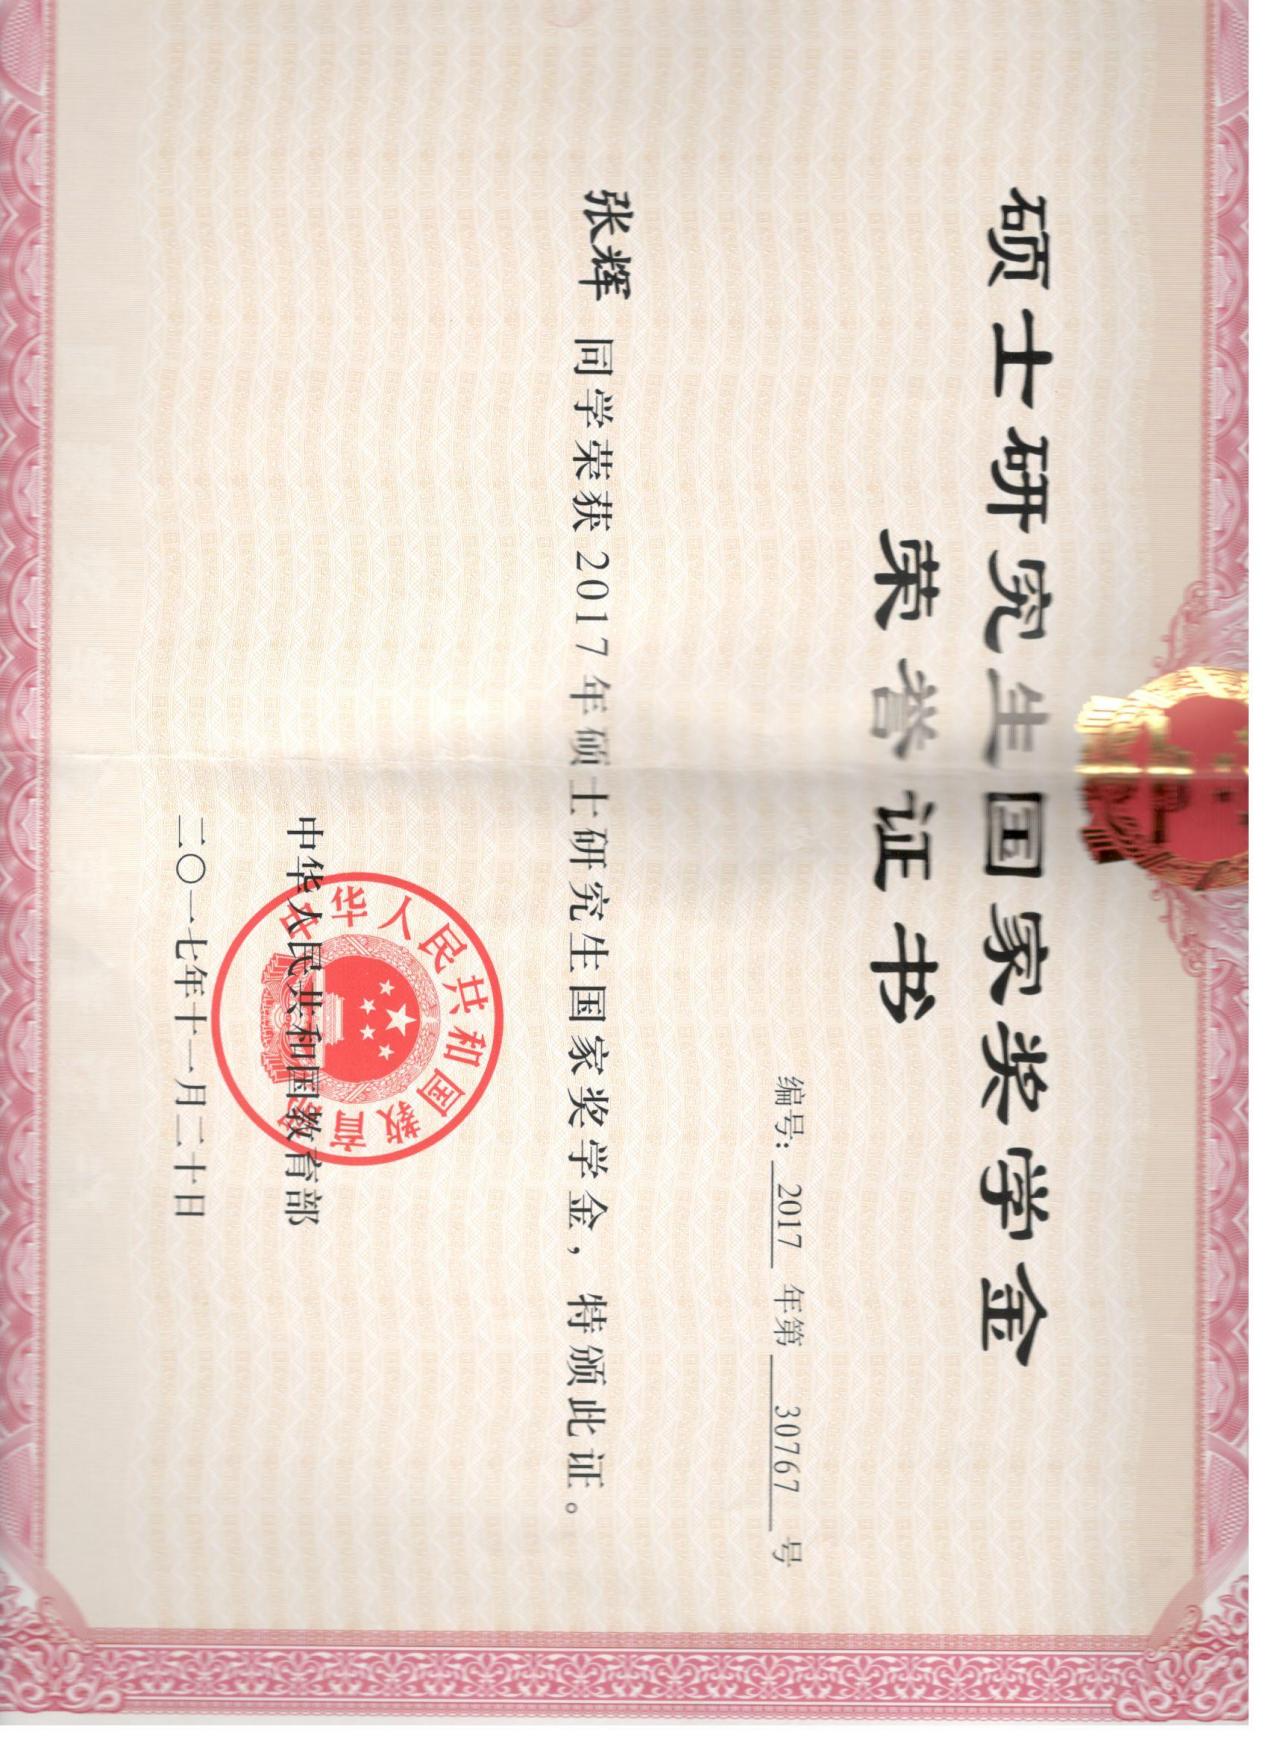 硕士研究生国家奖学金
荣誉证书
编号: 2017 年第 30767 号
张辉 同学荣获2017年硕士研究生国家奖学金，特颁此证。
中华人民共和国教育部
二〇一七年十一月二十日
中华人民共和国教育部